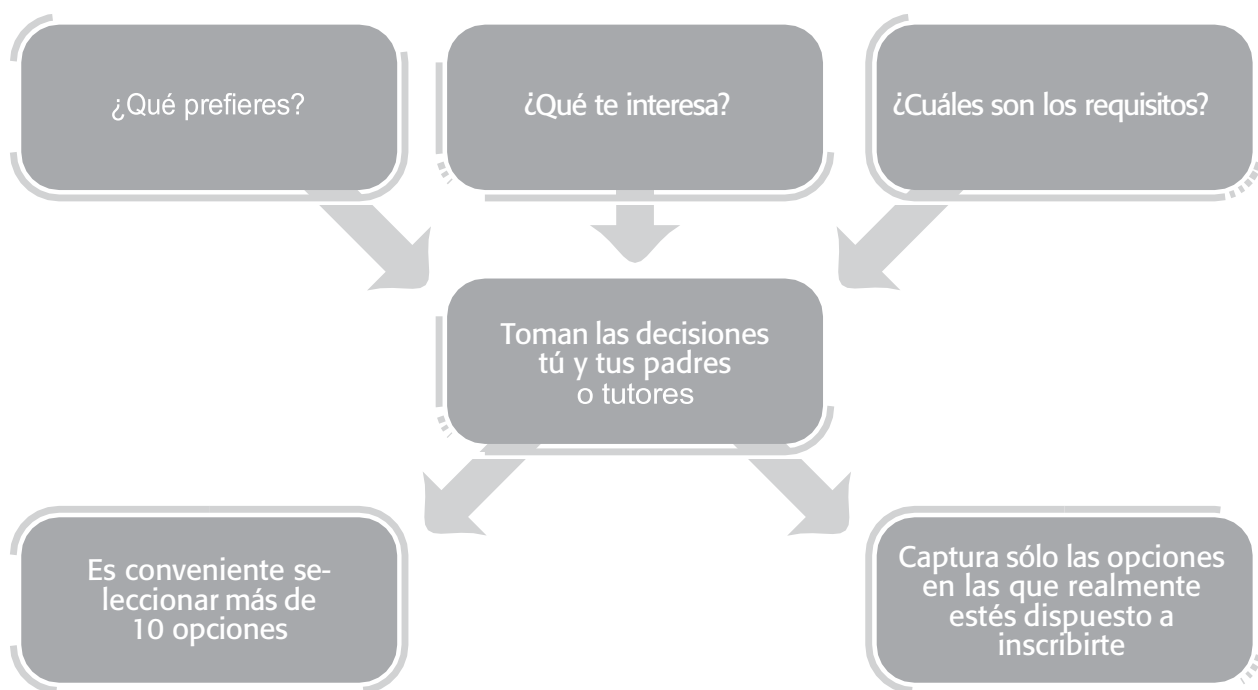 ¿Qué prefieres?
¿Qué te interesa?
¿Cuáles son los requisitos?
Toman las decisiones
tú y tus padres
o tutores
Es conveniente se-
leccionar más de
10 opciones
Captura sólo las opciones
en las que realmente
estés dispuesto a
inscribirte